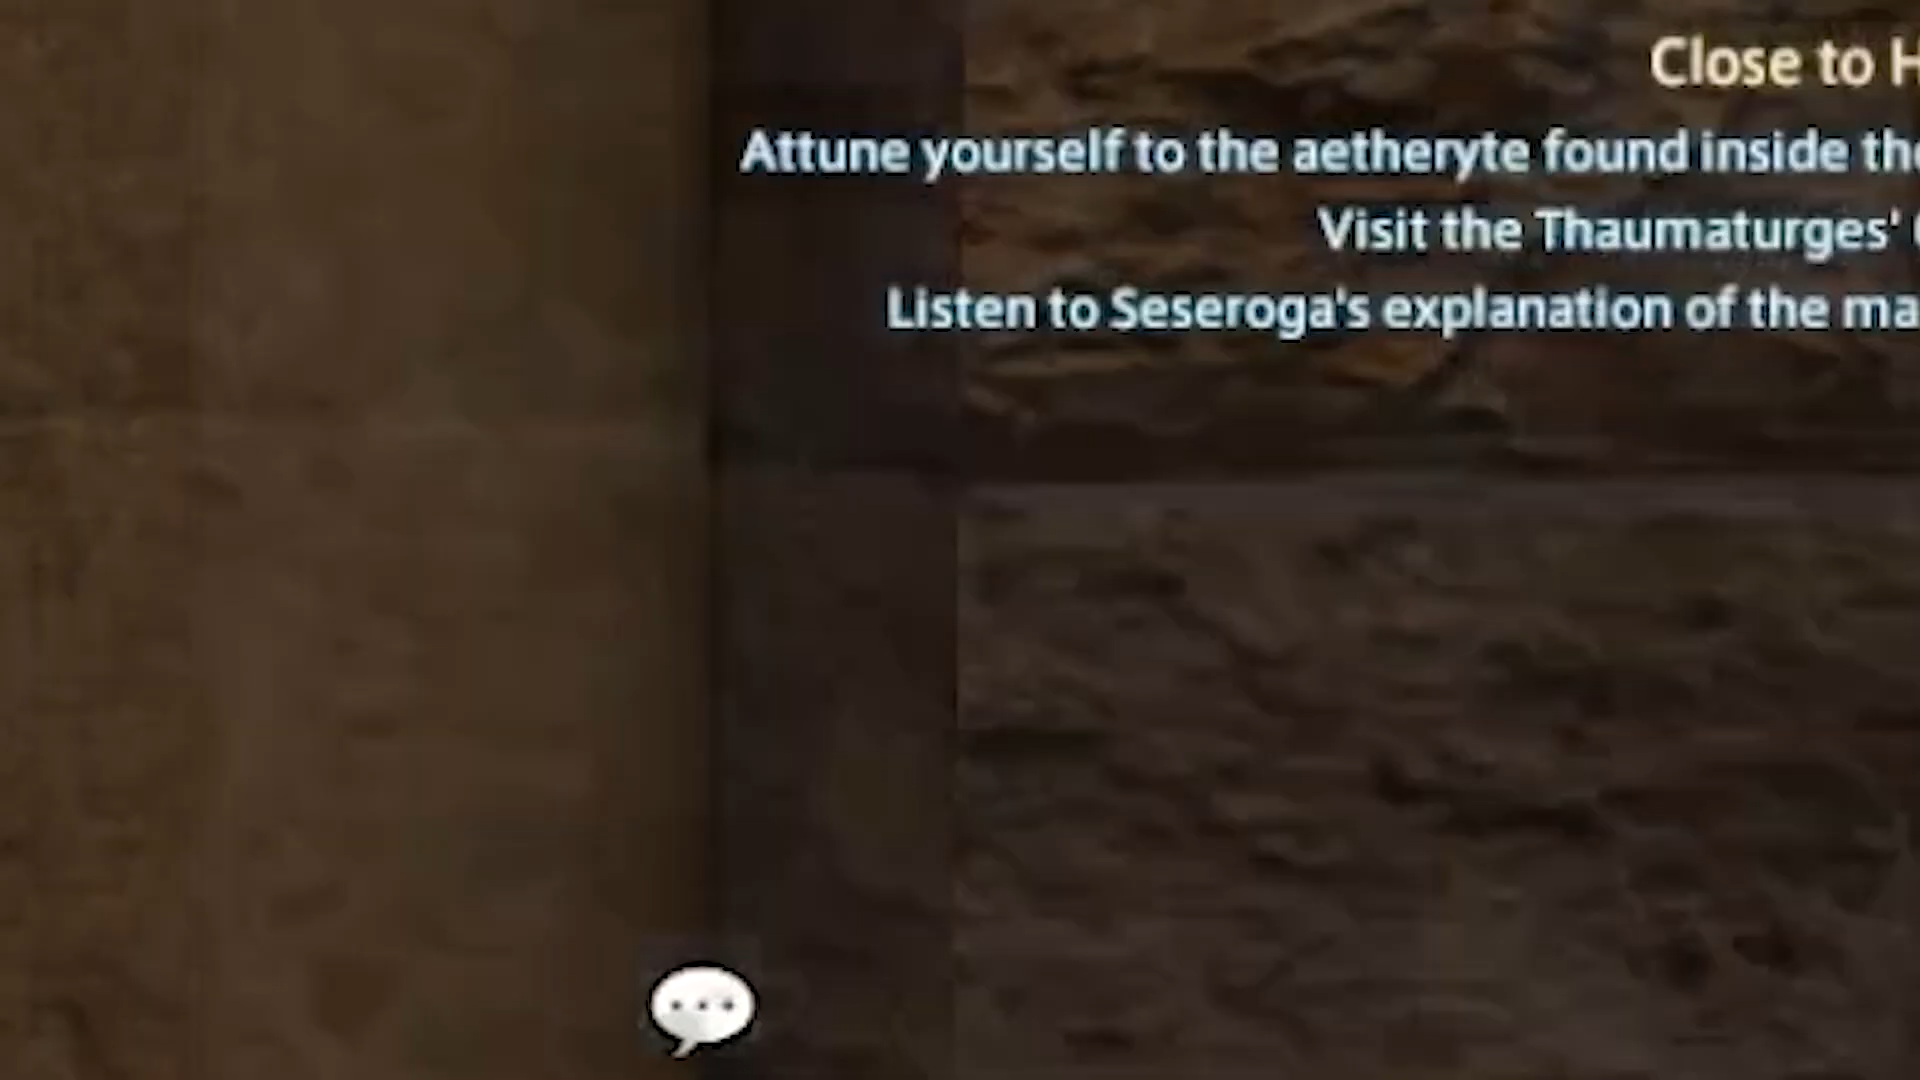 Close to H
Attune yourself to the aetheryte found inside the
Visit the Thaumaturges'
Listen to Seseroga's explanation of the ma